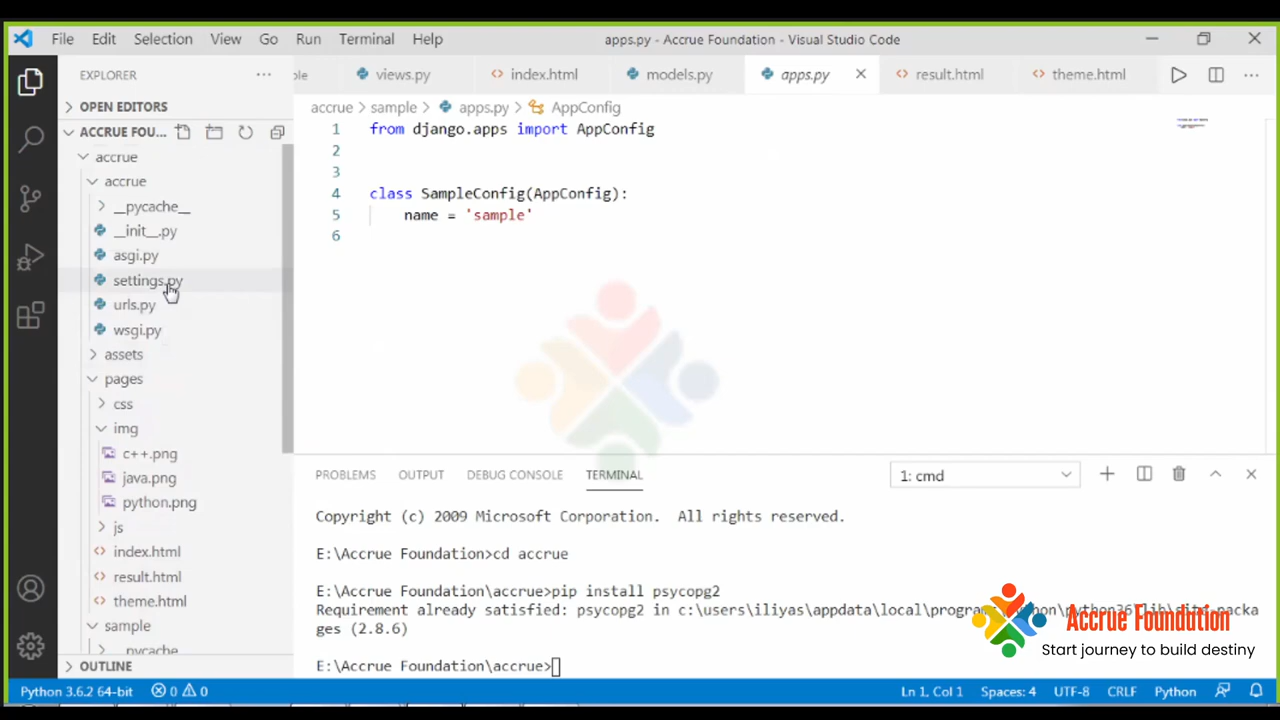 File Edit Selection View Go Run Terminal Help apps.py - Accrue Foundation - Visual Studio Code
EXPLORER
OPEN EDITORS
ACCRUE FOU...
accrue
accrue
__pycache__
__init__.py
asgi.py
settings.py
urls.py
wsgi.py
assets
pages
css
img
c++.png
java.png
python.png
js
index.html
result.html
theme.html
sample
__pycache__
OUTLINE
views.py index.html models.py apps.py result.html theme.html
accrue > sample > apps.py > AppConfig
1 from django.apps import AppConfig
2
3
4 class SampleConfig(AppConfig):
5 name = 'sample'
6
PROBLEMS OUTPUT DEBUG CONSOLE TERMINAL 1: cmd
Copyright (c) 2009 Microsoft Corporation. All rights reserved.
E:\Accrue Foundation>cd accrue
E:\Accrue Foundation\accrue>pip install psycopg2
Requirement already satisfied: psycopg2 in c:\users\iliyas\appdata\local\programs\python\python36\lib\site-packa
ges (2.8.6)
E:\Accrue Foundation\accrue>
Accrue Foundation
Start journey to build destiny
Python 3.6.2 64-bit 0 0 Ln 1, Col 1 Spaces: 4 UTF-8 CRLF Python